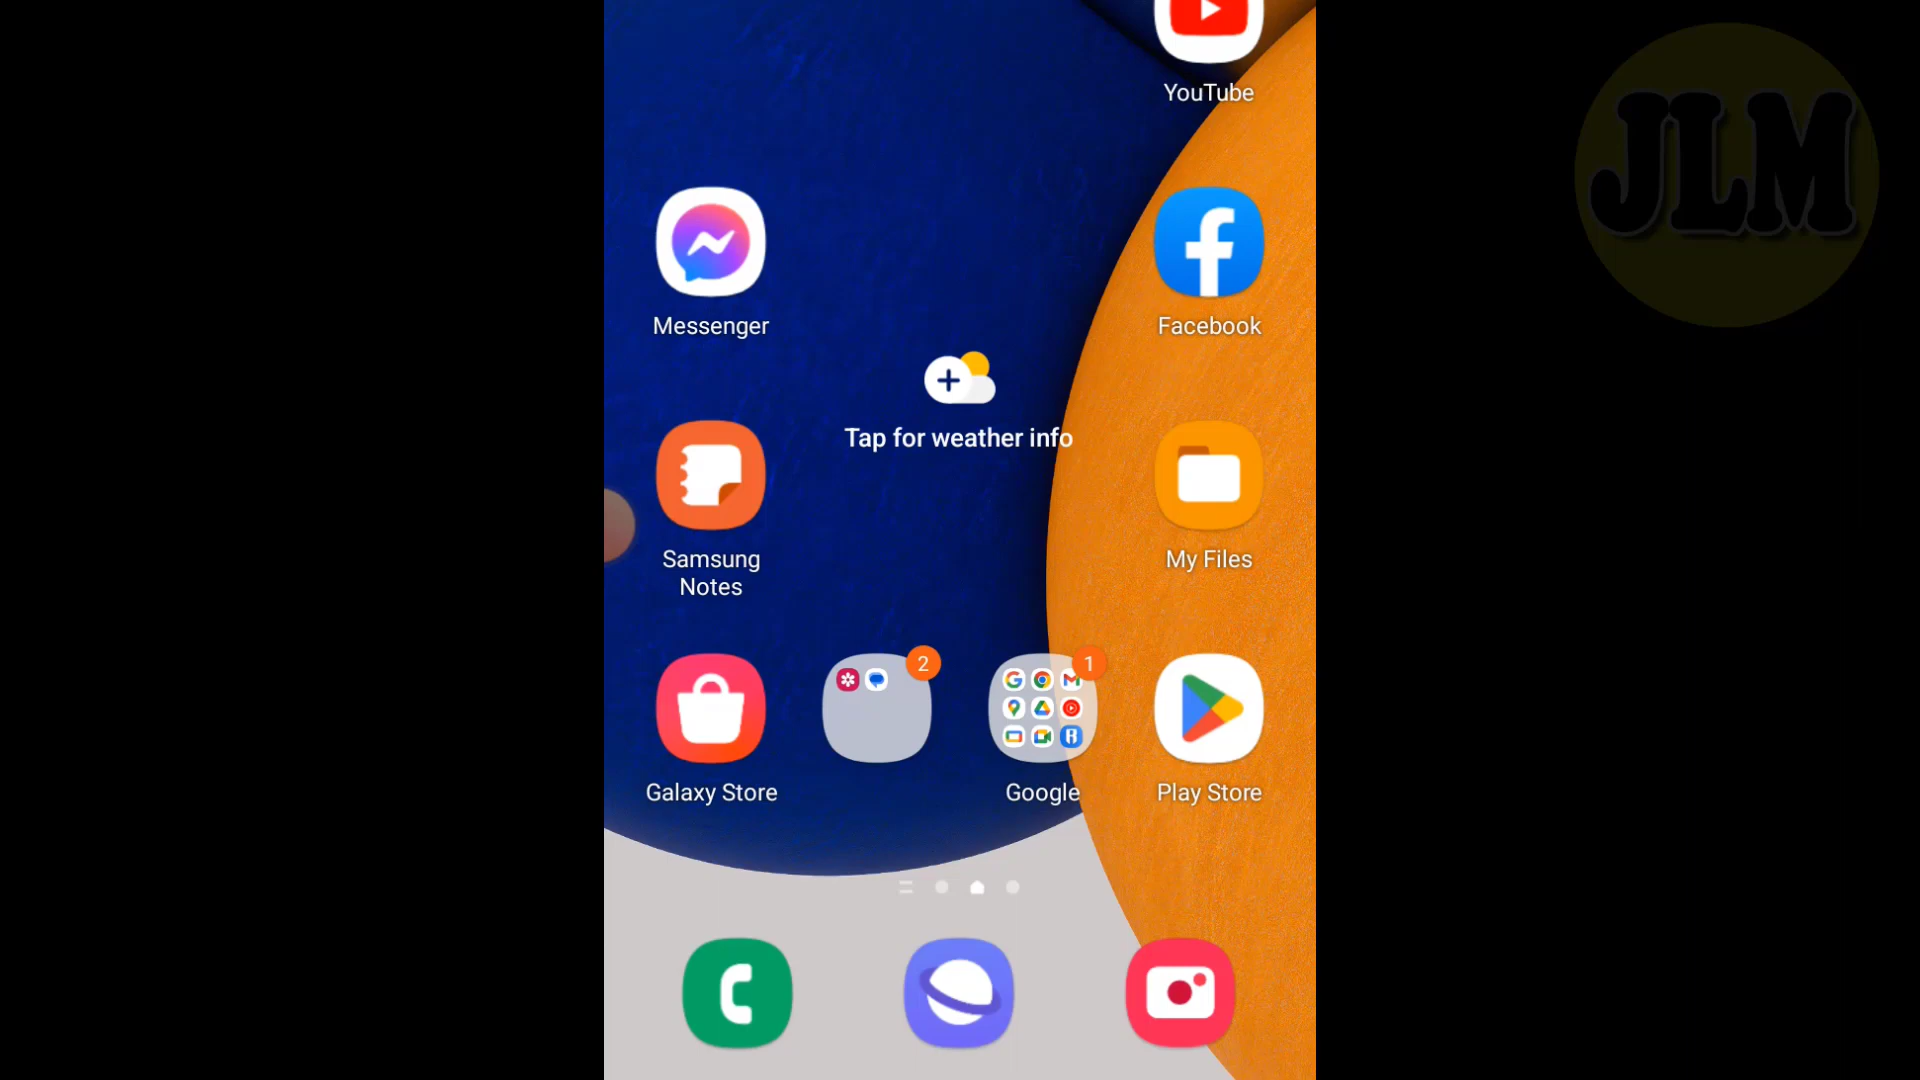 YouTube
JLM
Messenger
Facebook
Tap for weather info
Samsung
Notes
My Files
2
1
Galaxy Store
Google
Play Store